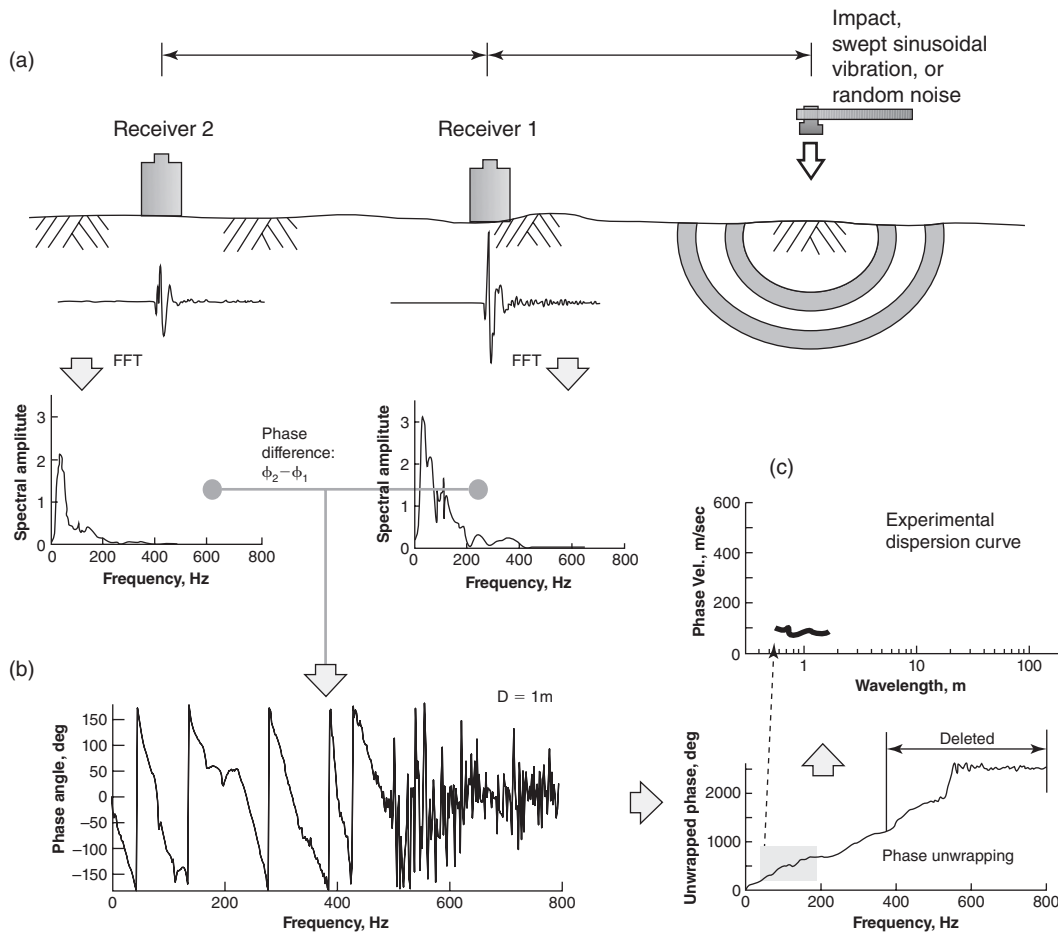 (a)
Impact,
swept sinusoidal
vibration, or
random noise
Receiver 2
Receiver 1
FFT
FFT
Spectral amplitute
3
2
1
0
0 200 400 600 800
Frequency, Hz
Phase
difference:
ϕ2−ϕ1
Spectral amplitute
3
2
1
0
0 200 400 600 800
Frequency, Hz
(b)
D = 1m
Phase angle, deg
150
100
50
0
−50
−100
−150
0 200 400 600 800
Frequency, Hz
(c)
Experimental
dispersion curve
Phase Vel., m/sec
600
400
200
0
1 10 100
Wavelength, m
Deleted
Unwrapped phase, deg
2000
1000
0
Phase unwrapping
0 200 400 600 800
Frequency, Hz